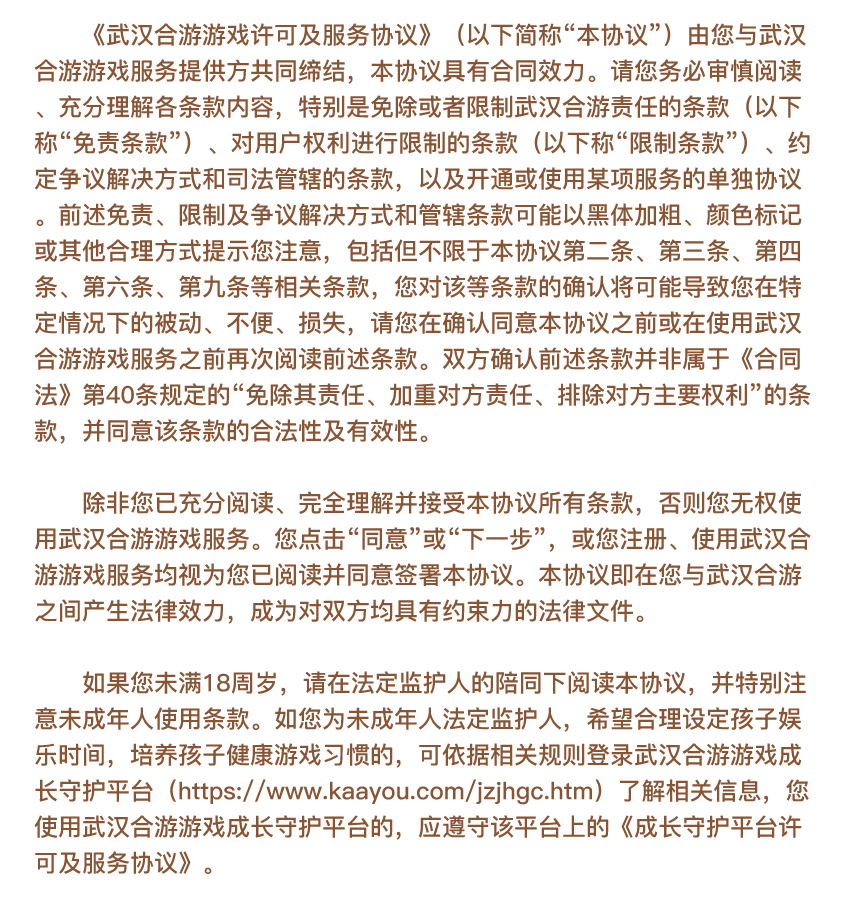 《武汉合游游戏许可及服务协议》（以下简称“本协议”）由您与武汉
合游游戏服务提供方共同缔结，本协议具有合同效力。请您务必审慎阅读
、充分理解各条款内容，特别是免除或者限制武汉合游责任的条款（以下
称“免责条款”）、对用户权利进行限制的条款（以下称“限制条款”）、约
定争议解决方式和司法管辖的条款，以及开通或使用某项服务的单独协议
。前述免责、限制及争议解决方式和管辖条款可能以黑体加粗、颜色标记
或其他合理方式提示您注意，包括但不限于本协议第二条、第三条、第四
条、第六条、第九条等相关条款，您对该等条款的确认将可能导致您在特
定情况下的被动、不便、损失，请您在确认同意本协议之前或在使用武汉
合游游戏服务之前再次阅读前述条款。双方确认前述条款并非属于《合同
法》第40条规定的“免除其责任、加重对方责任、排除对方主要权利”的条
款，并同意该条款的合法性及有效性。
除非您已充分阅读、完全理解并接受本协议所有条款，否则您无权使
用武汉合游游戏服务。您点击“同意”或“下一步”，或您注册、使用武汉合
游游戏服务均视为您已阅读并同意签署本协议。本协议即在您与武汉合游
之间产生法律效力，成为对双方均具有约束力的法律文件。
如果您未满18周岁，请在法定监护人的陪同下阅读本协议，并特别注
意未成年人使用条款。如您为未成年人法定监护人，希望合理设定孩子娱
乐时间，培养孩子健康游戏习惯的，可依据相关规则登录武汉合游游戏成
长守护平台（https://www.kaayou.com/jzjhgc.htm）了解相关信息，您
使用武汉合游游戏成长守护平台的，应遵守该平台上的《成长守护平台许
可及服务协议》。